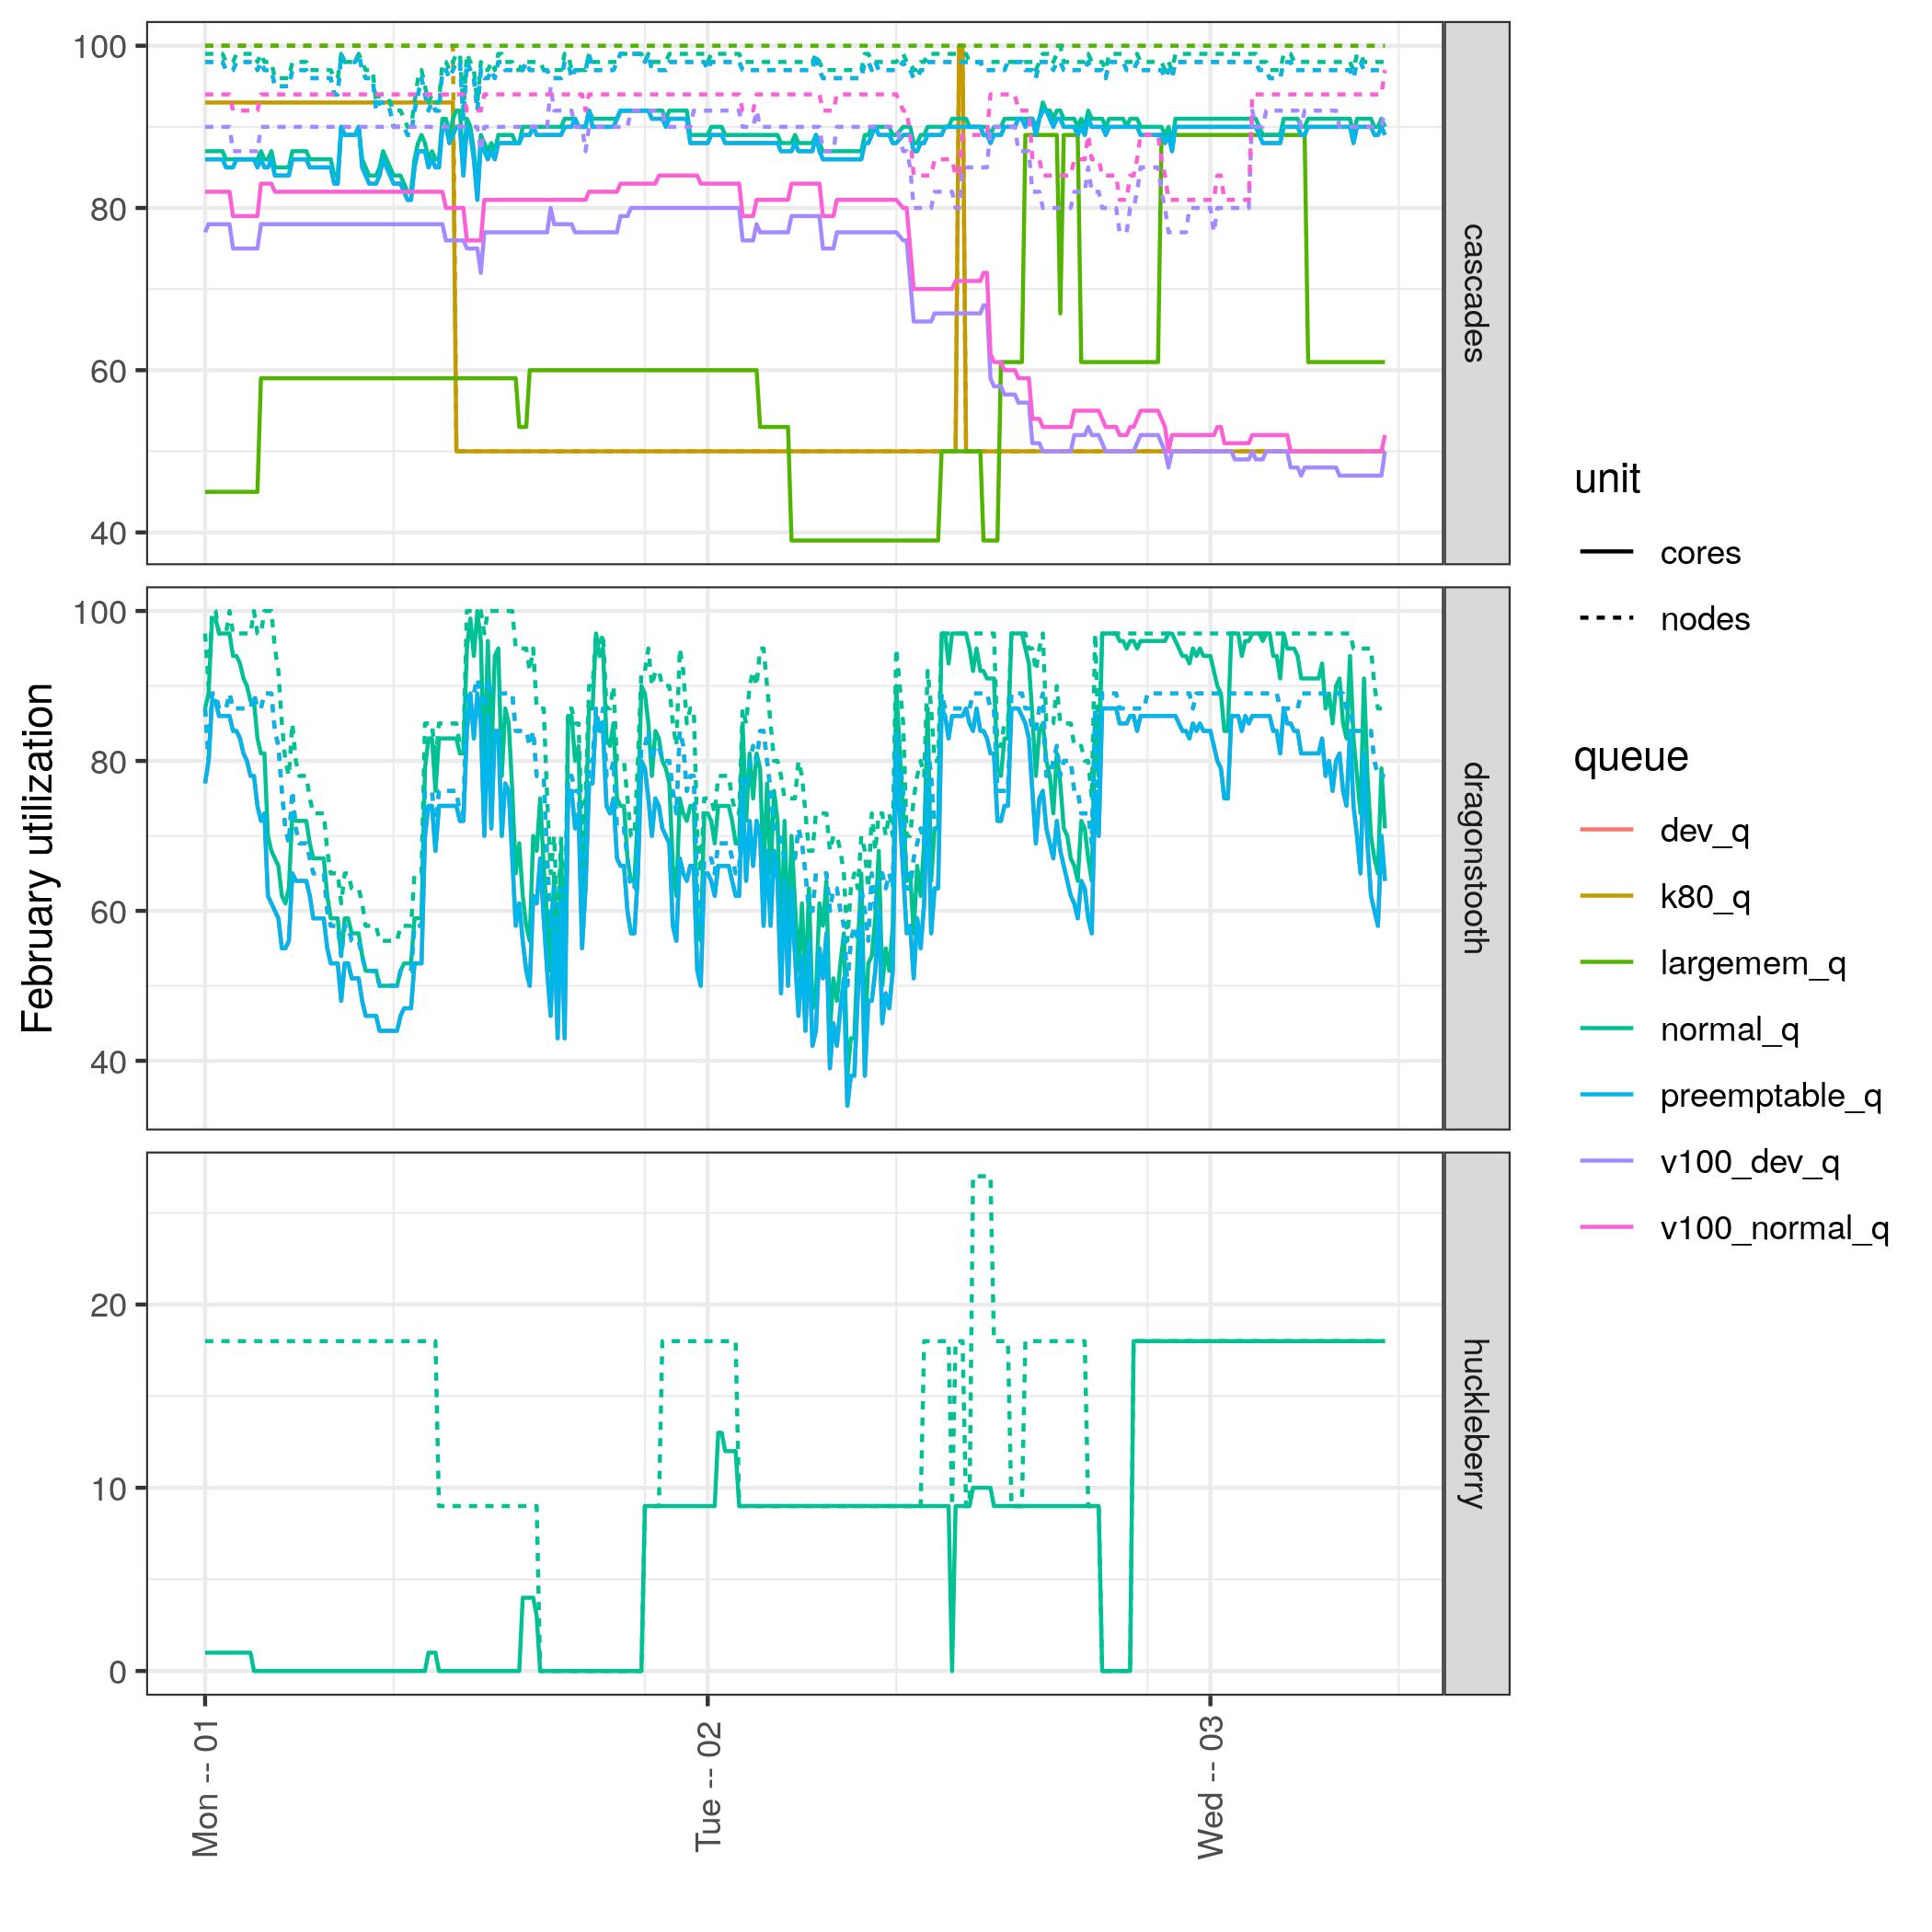 100
80
60
40
cascades
100
80
60
40
dragonstooth
20
10
0
huckleberry
February utilization
Mon -- 01
Tue -- 02
Wed -- 03
unit
cores
nodes
queue
dev_q
k80_q
largemem_q
normal_q
preemptable_q
v100_dev_q
v100_normal_q